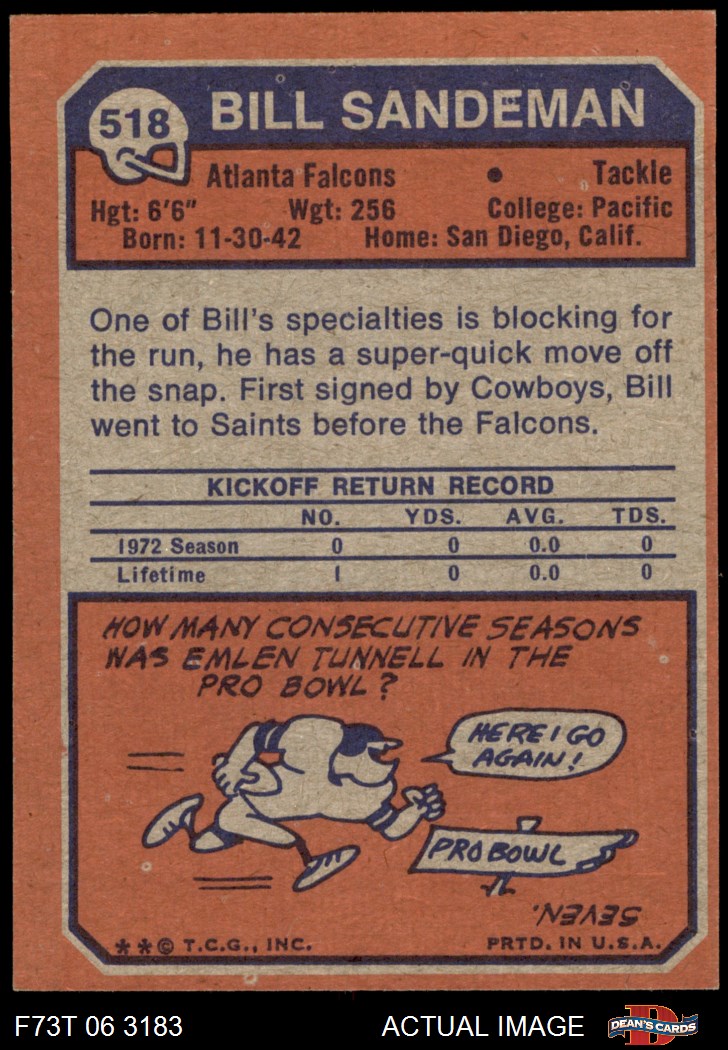 518
BILL SANDEMAN
Atlanta Falcons • Tackle
Hgt: 6'6" Wgt: 256 College: Pacific
Born: 11-30-42 Home: San Diego, Calif.
One of Bill's specialties is blocking for
the run, he has a super-quick move off
the snap. First signed by Cowboys, Bill
went to Saints before the Falcons.
KICKOFF RETURN RECORD
NO. YDS. AVG. TDS.
1972 Season 0 0 0.0 0
Lifetime 1 0 0.0 0
HOW MANY CONSECUTIVE SEASONS
WAS EMLEN TUNNELL IN THE
PRO BOWL?
HERE I GO
AGAIN!
PRO BOWL
SEVEN.
**© T.C.G., INC. PRTD. IN U.S.A.
F73T 06 3183 ACTUAL IMAGE D DEAN'S CARDS